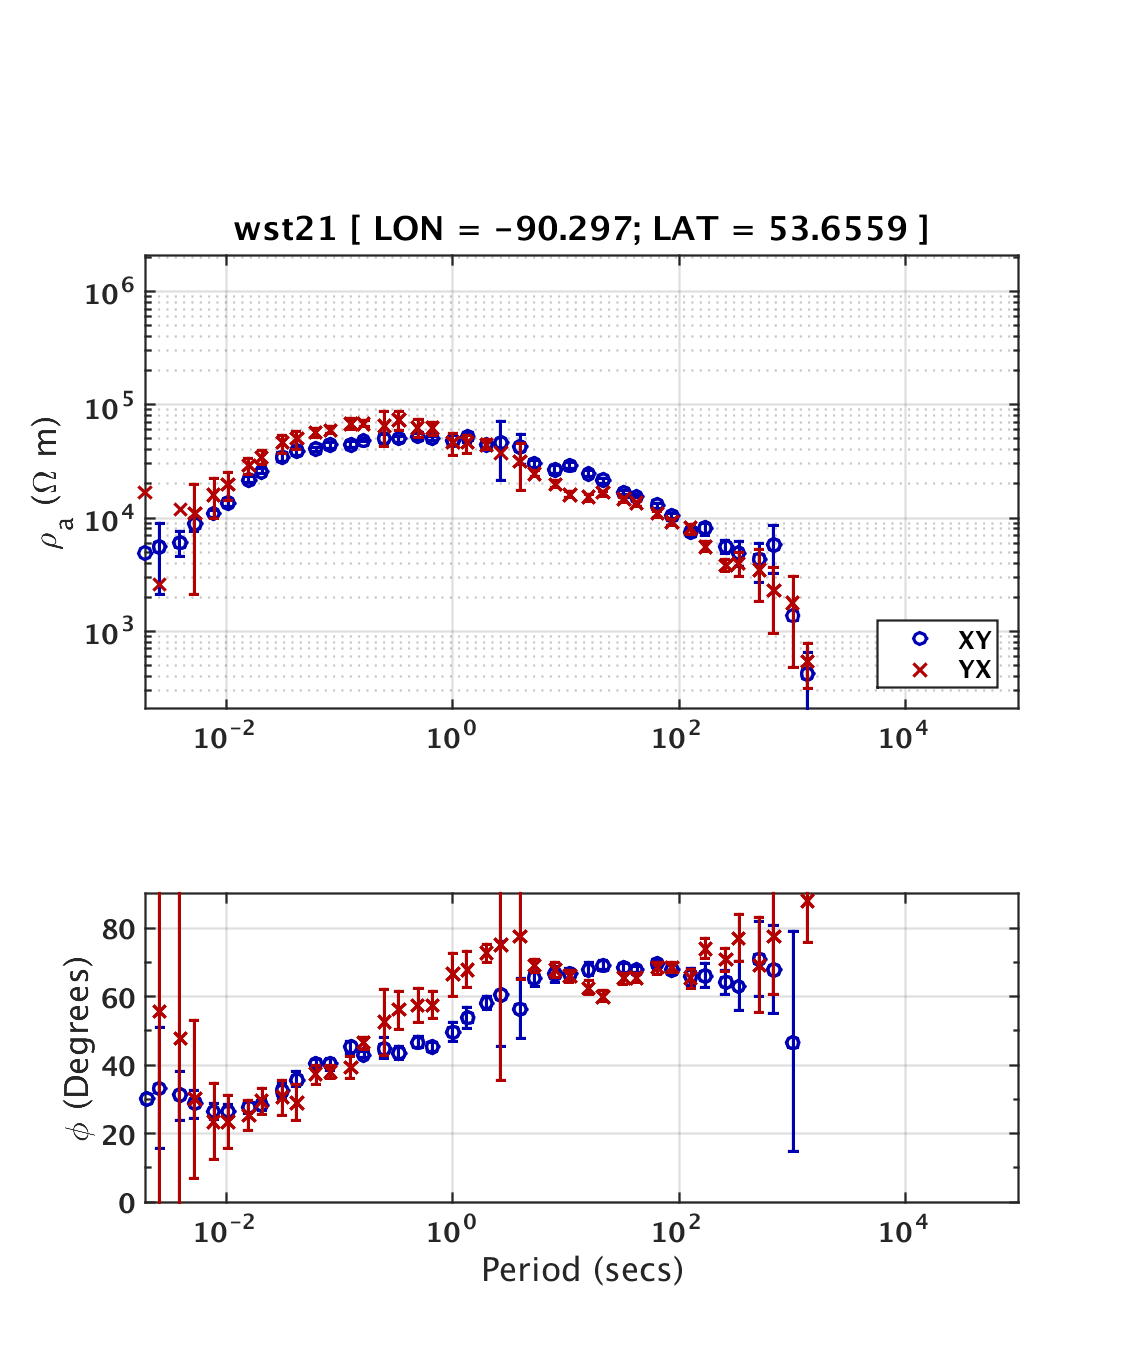 wst21 [ LON = -90.297; LAT = 53.6559 ]
10^6
10^5
10^4
10^3
ρ_a (Ω m)
XY
YX
10^-2 10^0 10^2 10^4
80
60
40
20
0
ϕ (Degrees)
10^-2 10^0 10^2 10^4
Period (secs)